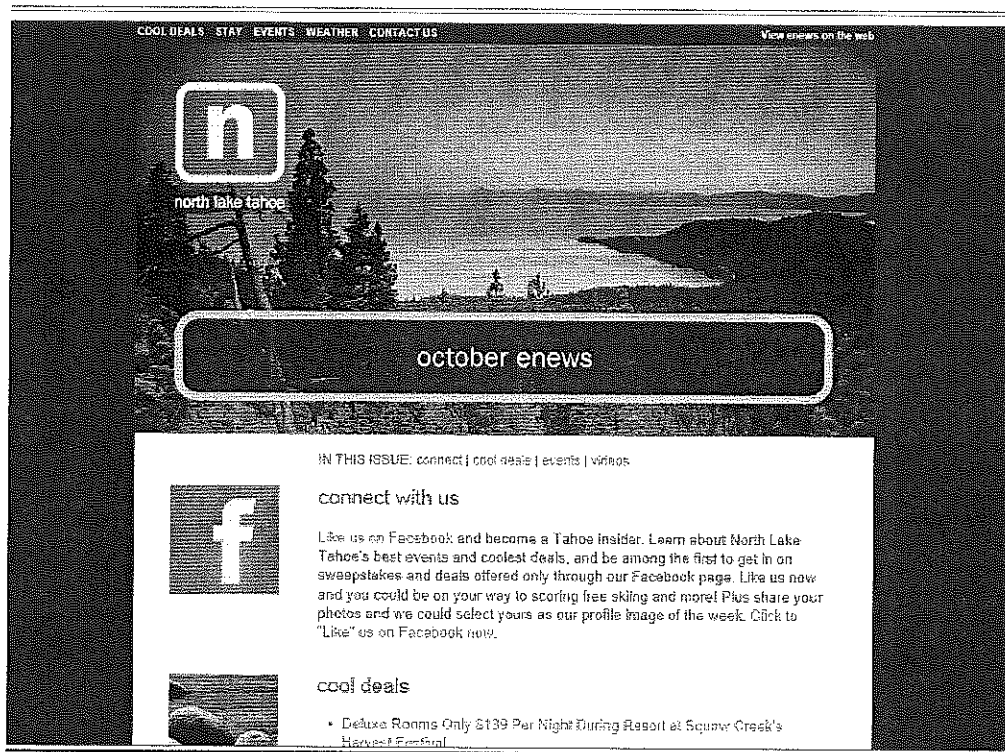 COOL DEALS STAY EVENTS WEATHER CONTACT US
View enews on the web
n
north lake tahoe
october enews
IN THIS ISSUE: connect | cool deals | events | videos
f
connect with us
Like us on Facebook and become a Tahoe Insider. Learn about North Lake
Tahoe's best events and coolest deals, and be among the first to get in on
sweepstakes and deals offered only through our Facebook page. Like us now
and you could be on your way to scoring free skiing and more! Plus share your
photos and we could select yours as our profile image of the week. Click to
"Like" us on Facebook now.
cool deals
• Deluxe Rooms Only $139 Per Night During Resort at Squaw Creek's
Harvest Festival